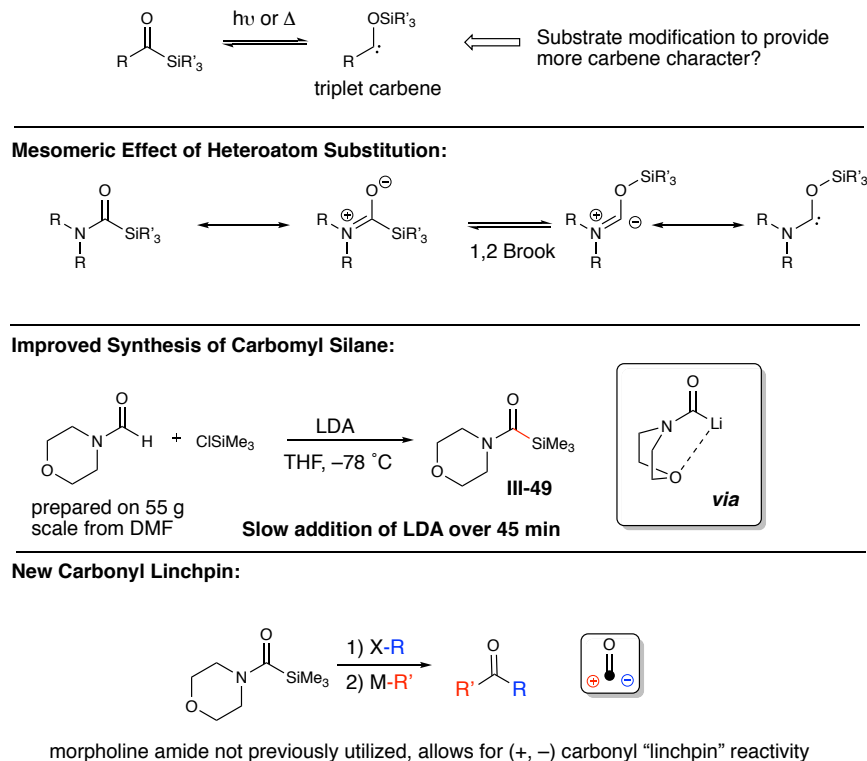 O
R
SiR'3
hυ or Δ
OSiR'3
R
triplet carbene
Substrate modification to provide
more carbene character?
Mesomeric Effect of Heteroatom Substitution:
O
R
N
R
SiR'3
O
R
N
R
SiR'3
1,2 Brook
SiR'3
O
R
N
R
SiR'3
O
R
N
R
Improved Synthesis of Carbomyl Silane:
O
N
H
O
+
ClSiMe3
LDA
THF, –78 ˚C
O
N
SiMe3
O
III-49
O
N
Li
O
via
prepared on 55 g
scale from DMF
Slow addition of LDA over 45 min
New Carbonyl Linchpin:
O
N
SiMe3
O
1) X-R
2) M-R'
O
R'
R
O
+
–
morpholine amide not previously utilized, allows for (+, –) carbonyl “linchpin” reactivity